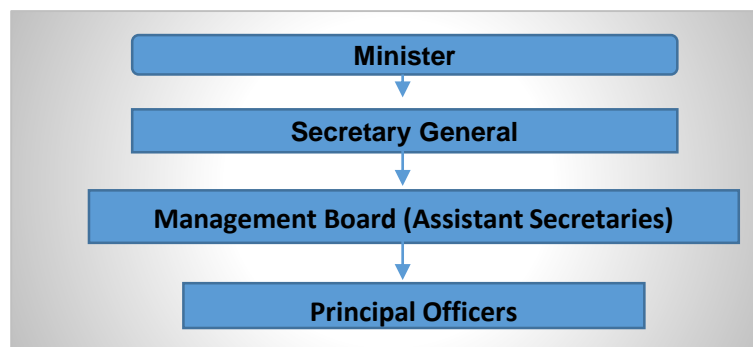 Minister
Secretary General
Management Board (Assistant Secretaries)
Principal Officers